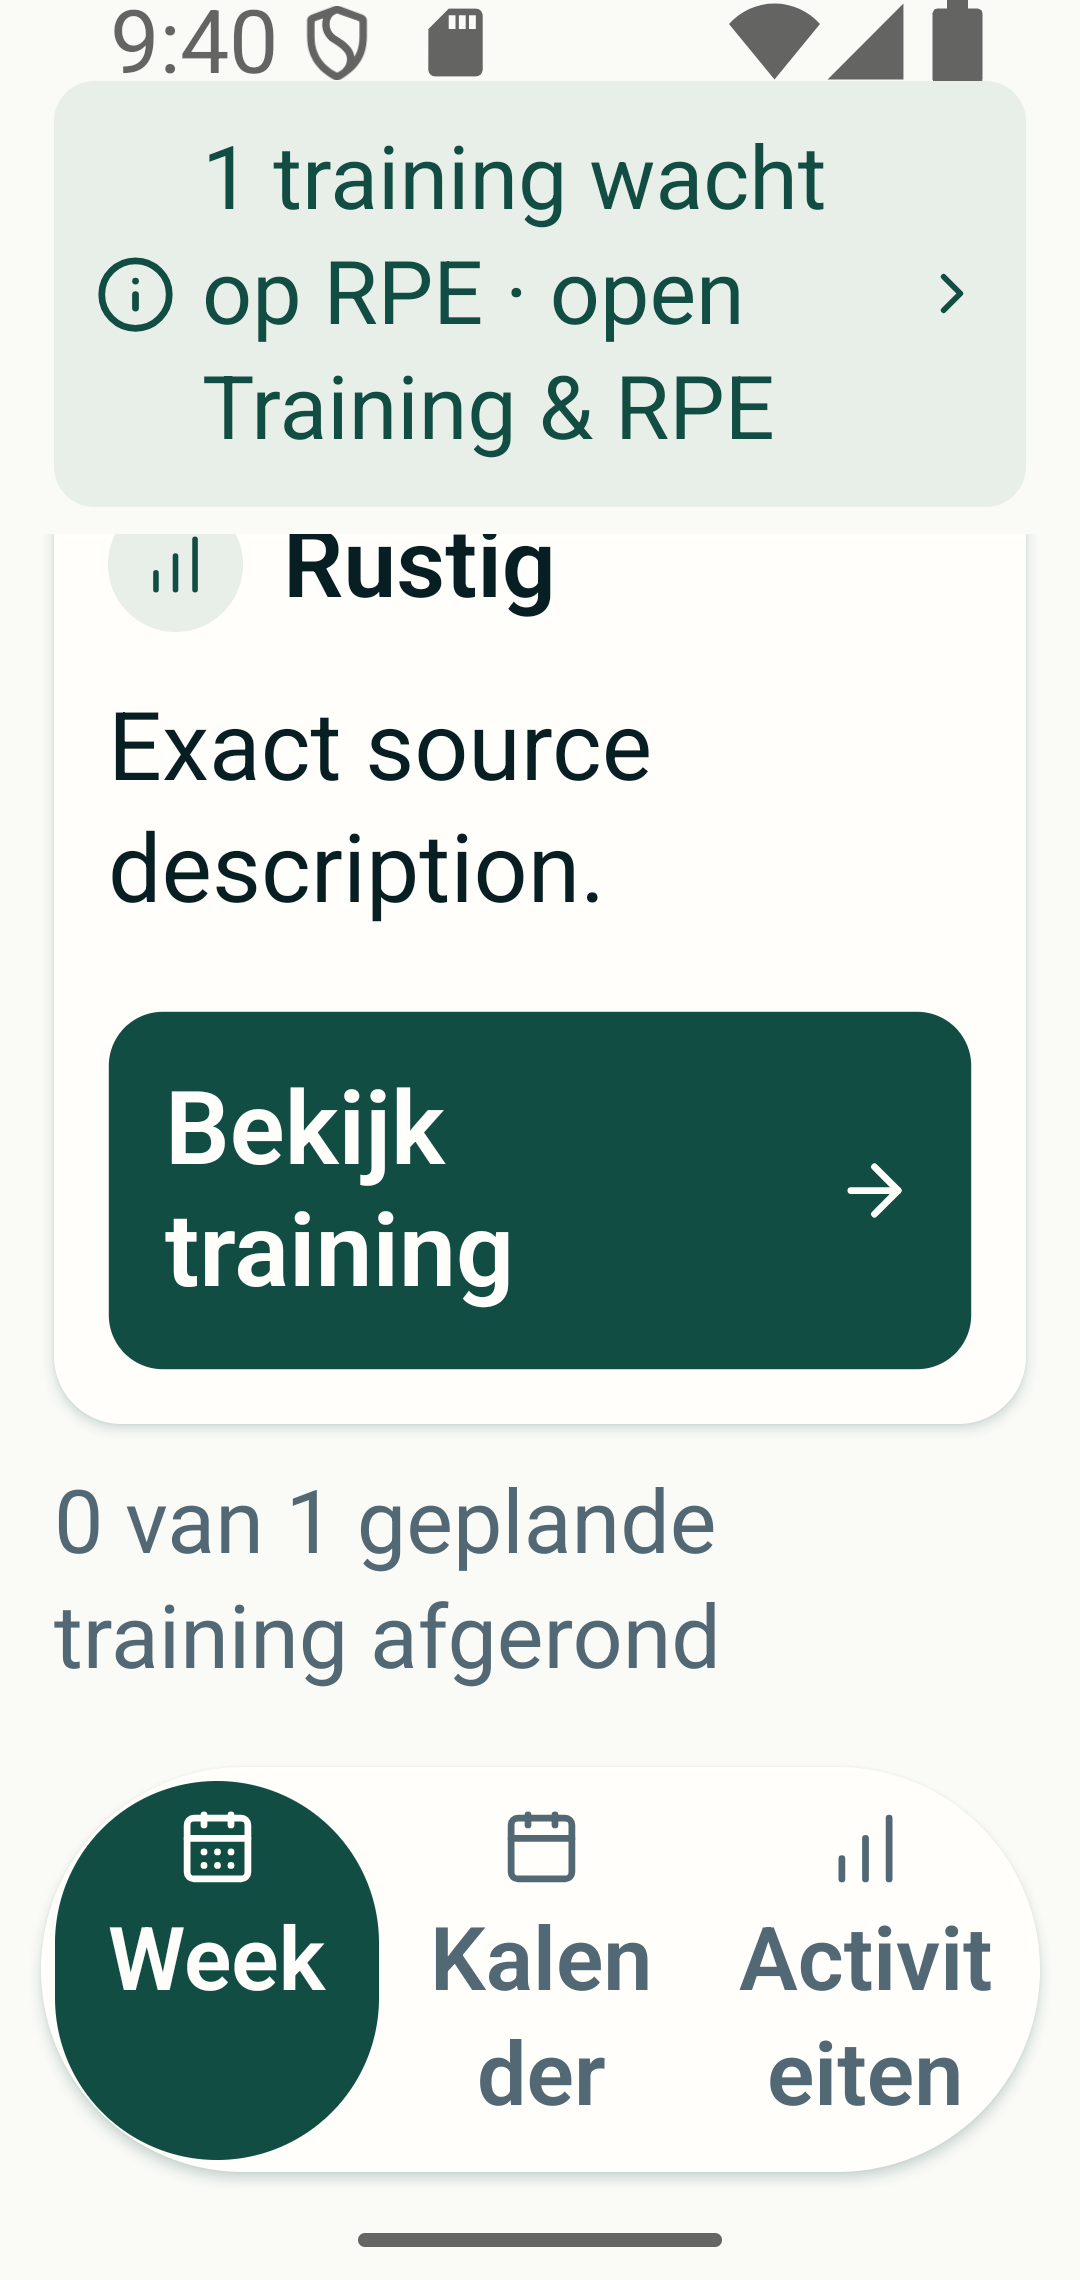 9:40
1 training wacht
op RPE · open
Training & RPE
Rustig
Exact source
description.
Bekijk
training
0 van 1 geplande
training afgerond
Week
Kalen
der
Activit
eiten